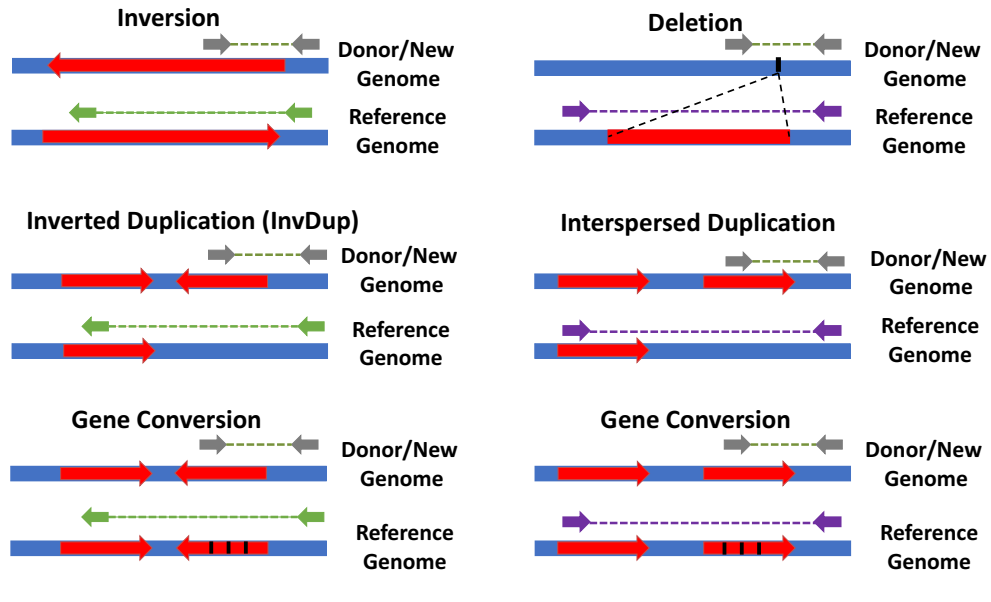 Inversion
Donor/New
Genome
Reference
Genome
Deletion
Donor/New
Genome
Reference
Genome
Inverted Duplication (InvDup)
Donor/New
Genome
Reference
Genome
Interspersed Duplication
Donor/New
Genome
Reference
Genome
Gene Conversion
Donor/New
Genome
Reference
Genome
Gene Conversion
Donor/New
Genome
Reference
Genome